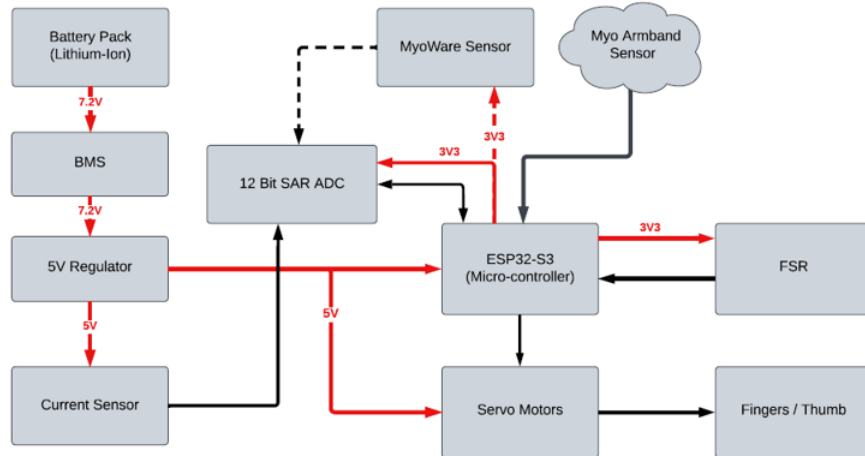 Battery Pack
(Lithium-Ion)
MyoWare Sensor
Myo Armband
Sensor
7.2V
3V3
BMS
3V3
12 Bit SAR ADC
7.2V
3V3
5V Regulator
ESP32-S3
(Micro-controller)
FSR
5V
5V
Current Sensor
Servo Motors
Fingers / Thumb